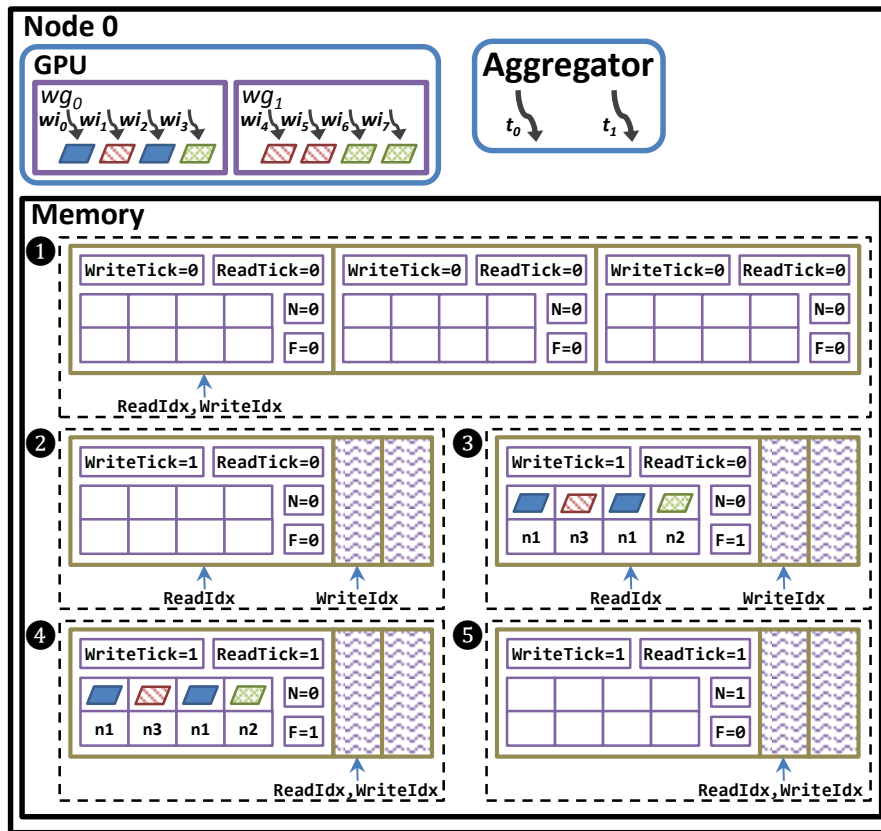 Node 0
GPU
Aggregator
wg0
wg1
wi0 wi1 wi2 wi3
wi4 wi5 wi6 wi7
t0 t1
Memory
1
WriteTick=0 ReadTick=0 WriteTick=0 ReadTick=0 WriteTick=0 ReadTick=0
N=0 N=0 N=0
F=0 F=0 F=0
ReadIdx,WriteIdx
2
WriteTick=1 ReadTick=0
N=0
F=0
ReadIdx WriteIdx
3
WriteTick=1 ReadTick=0
N=0
n1 n3 n1 n2 F=1
ReadIdx WriteIdx
4
WriteTick=1 ReadTick=1
N=0
n1 n3 n1 n2 F=1
ReadIdx,WriteIdx
5
WriteTick=1 ReadTick=1
N=1
F=0
ReadIdx,WriteIdx